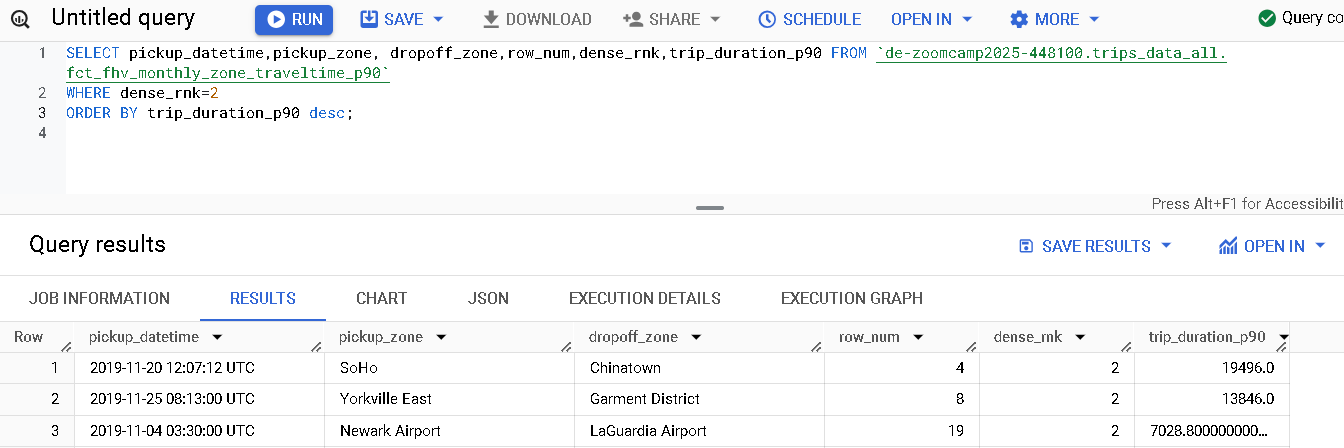 Untitled query RUN SAVE DOWNLOAD SHARE SCHEDULE OPEN IN MORE Query co
1 SELECT pickup_datetime,pickup_zone, dropoff_zone,row_num,dense_rnk,trip_duration_p90 FROM `de-zoomcamp2025-448100.trips_data_all.
fct_fhv_monthly_zone_traveltime_p90`
2 WHERE dense_rnk=2
3 ORDER BY trip_duration_p90 desc;
4
Press Alt+F1 for Accessibilit
Query results SAVE RESULTS OPEN IN
JOB INFORMATION RESULTS CHART JSON EXECUTION DETAILS EXECUTION GRAPH
Row pickup_datetime pickup_zone dropoff_zone row_num dense_rnk trip_duration_p90
1 2019-11-20 12:07:12 UTC SoHo Chinatown 4 2 19496.0
2 2019-11-25 08:13:00 UTC Yorkville East Garment District 8 2 13846.0
3 2019-11-04 03:30:00 UTC Newark Airport LaGuardia Airport 19 2 7028.800000000...